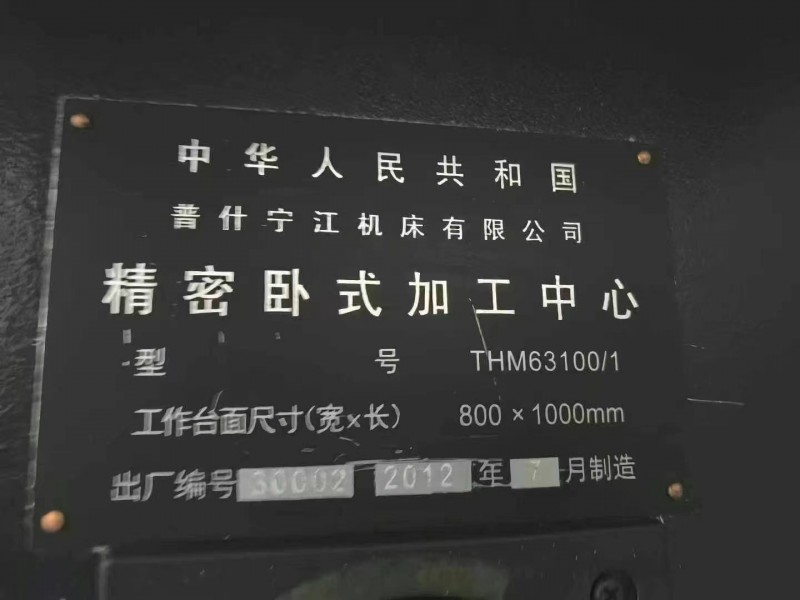 中华人民共和国
普什宁江机床有限公司
精密卧式加工中心
型号 THM63100/1
工作台面尺寸(宽×长) 800×1000mm
出厂编号 30002 2012 年 7 月制造